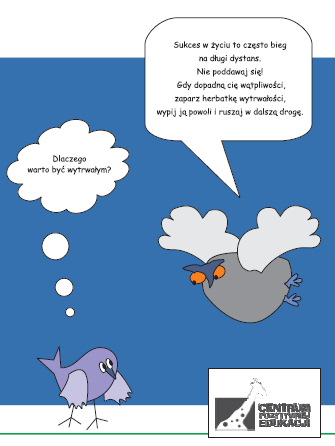 Sukces w życiu to często bieg
na długi dystans.
Nie poddawaj się!
Gdy dopadną cię wątpliwości,
zaparz herbatkę wytrwałości,
wypij ją powoli i ruszaj w dalszą drogę.
Dlaczego
warto być wytrwałym?
CENTRUM
POZYTYWNEJ
EDUKACJI